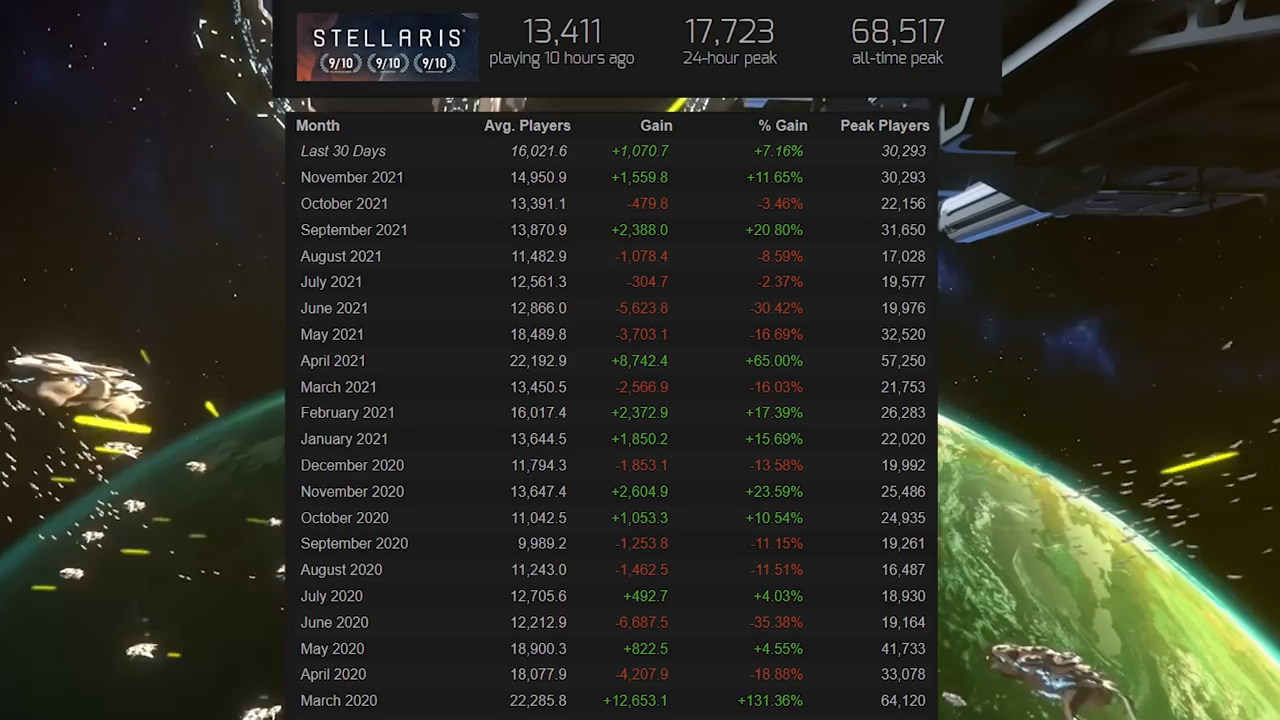 STELLARIS
9/10 9/10 9/10
13,411 17,723 68,517
playing 10 hours ago 24-hour peak all-time peak
Month Avg. Players Gain % Gain Peak Players
Last 30 Days 16,021.6 +1,070.7 +7.16% 30,293
November 2021 14,950.9 +1,559.8 +11.65% 30,293
October 2021 13,391.1 -479.8 -3.46% 22,156
September 2021 13,870.9 +2,388.0 +20.80% 31,650
August 2021 11,482.9 -1,078.4 -8.59% 17,028
July 2021 12,561.3 -304.7 -2.37% 19,577
June 2021 12,866.0 -5,623.8 -30.42% 19,976
May 2021 18,489.8 -3,703.1 -16.69% 32,520
April 2021 22,192.9 +8,742.4 +65.00% 57,250
March 2021 13,450.5 -2,566.9 -16.03% 21,753
February 2021 16,017.4 +2,372.9 +17.39% 26,283
January 2021 13,644.5 +1,850.2 +15.69% 22,020
December 2020 11,794.3 -1,853.1 -13.58% 19,992
November 2020 13,647.4 +2,604.9 +23.59% 25,486
October 2020 11,042.5 +1,053.3 +10.54% 24,935
September 2020 9,989.2 -1,253.8 -11.15% 19,261
August 2020 11,243.0 -1,462.5 -11.51% 16,487
July 2020 12,705.6 +492.7 +4.03% 18,930
June 2020 12,212.9 -6,687.5 -35.38% 19,164
May 2020 18,900.3 +822.5 +4.55% 41,733
April 2020 18,077.9 -4,207.9 -18.88% 33,078
March 2020 22,285.8 +12,653.1 +131.36% 64,120